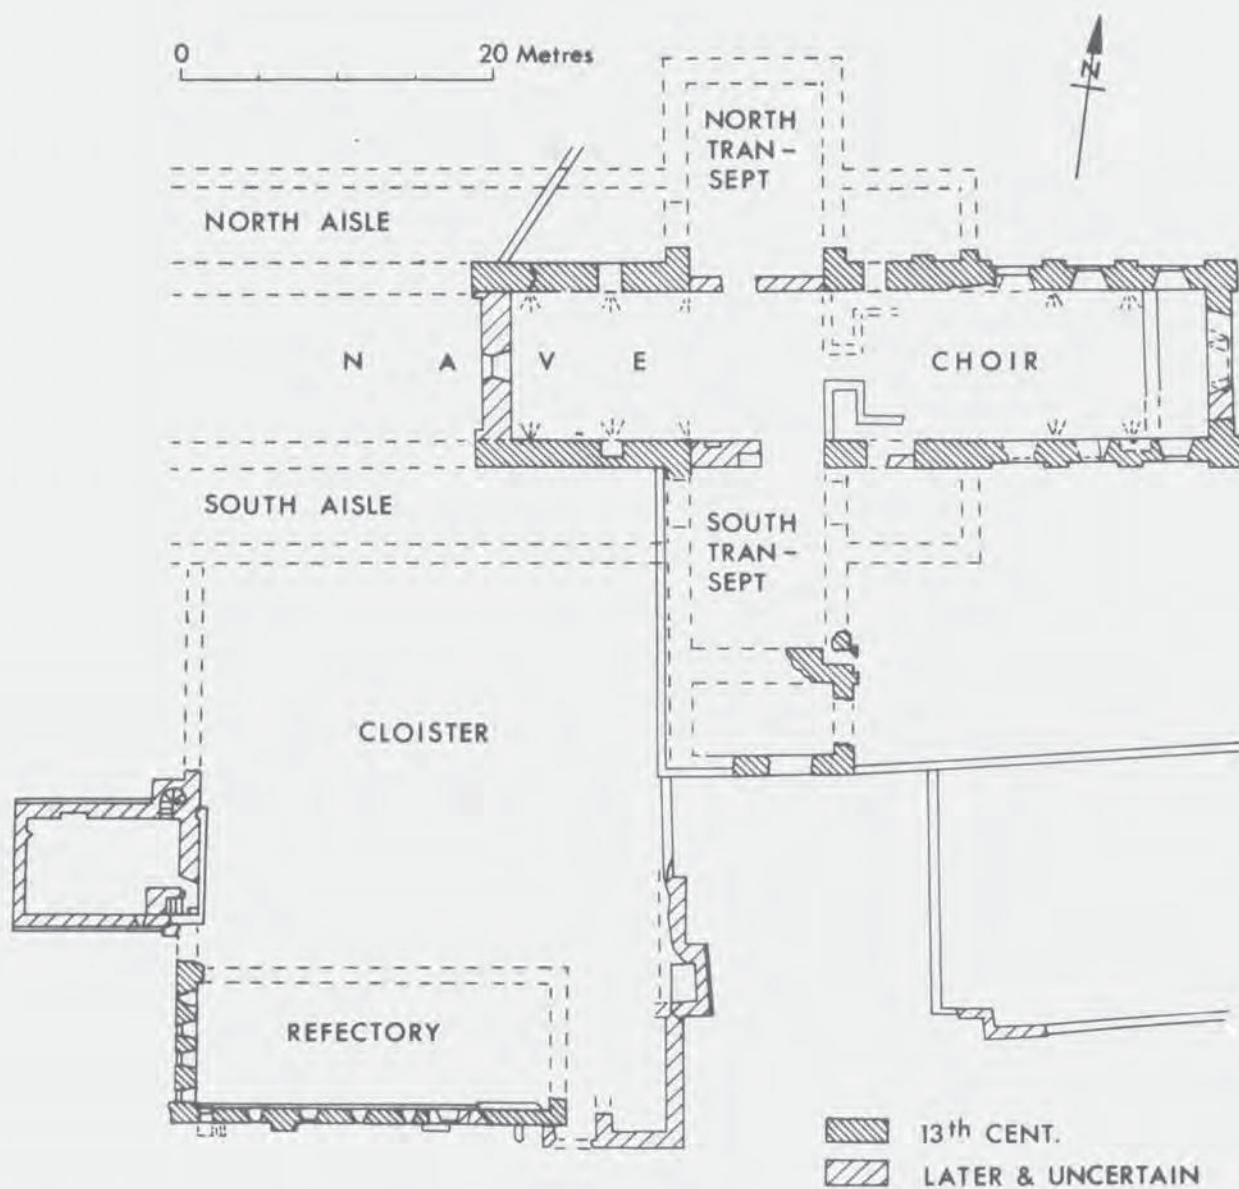 0 20 Metres
N
NORTH
TRAN-
SEPT
NORTH AISLE
N A V E
CHOIR
SOUTH AISLE
SOUTH
TRAN-
SEPT
CLOISTER
REFECTORY
13th CENT.
LATER & UNCERTAIN